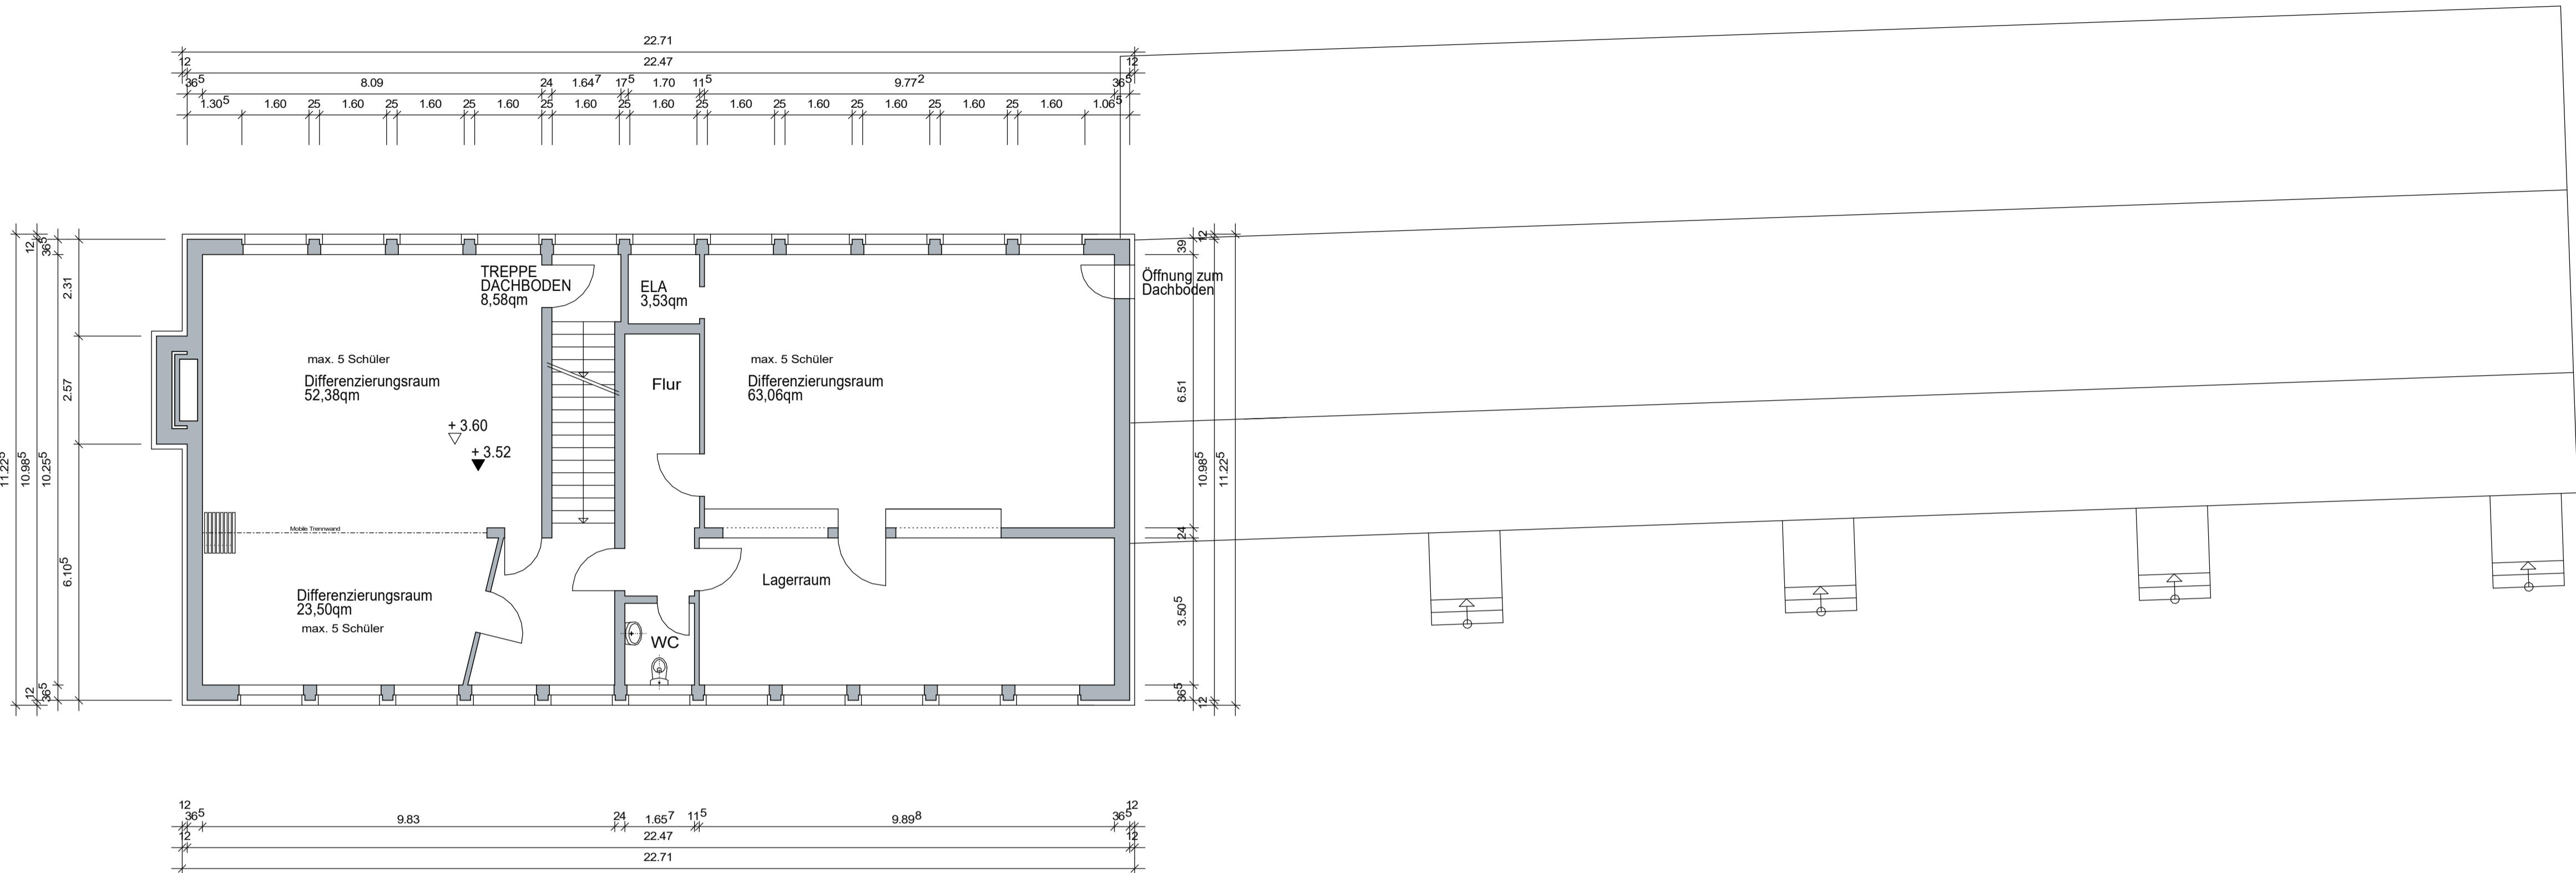 22.71
12 22.47 12
36⁵ 8.09 24 1.64⁷ 17⁵ 1.70 11⁵ 9.77² 36⁵
1.30⁵ 1.60 25 1.60 25 1.60 25 1.60 25 1.60 25 1.60 25 1.60 25 1.60 25 1.60 25 1.60 25 1.60 1.06⁵
11.22⁵
12 10.98⁵ 12
36⁵ 10.25⁵ 36⁵
2.31
2.57
6.10⁵
TREPPE
DACHBODEN
8,58qm
ELA
3,53qm
Öffnung zum
Dachboden
max. 5 Schüler
Differenzierungsraum
52,38qm
+ 3.60
+ 3.52
Flur
max. 5 Schüler
Differenzierungsraum
63,06qm
Mobile Trennwand
Differenzierungsraum
23,50qm
max. 5 Schüler
Lagerraum
WC
39
6.51
24
3.50⁵
36⁵
12
10.98⁵
12
11.22⁵
12 12
36⁵ 9.83 24 1.65⁷ 11⁵ 9.89⁸ 36⁵
12 22.47 12
22.71